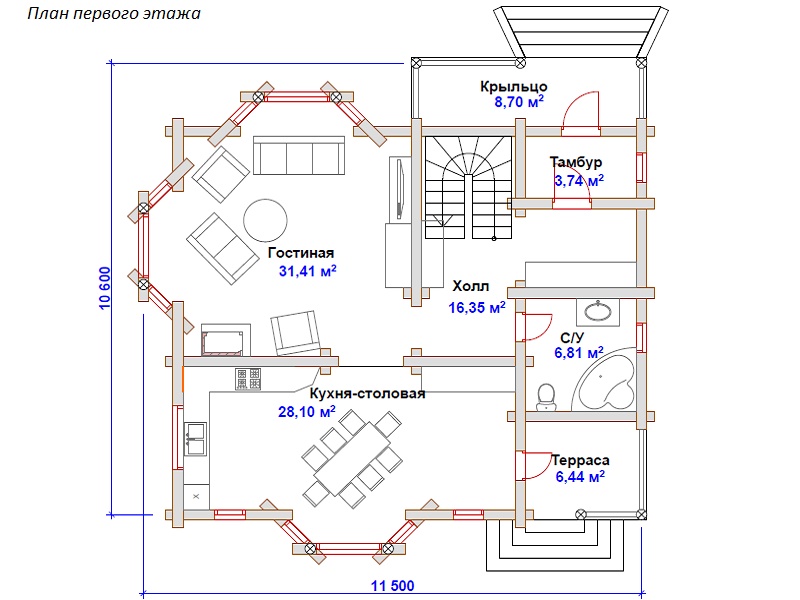 План первого этажа
Крыльцо
8,70 м²
Тамбур
3,74 м²
Гостиная
31,41 м²
Холл
16,35 м²
10 600
С/У
6,81 м²
Кухня-столовая
28,10 м²
Терраса
6,44 м²
X
11 500